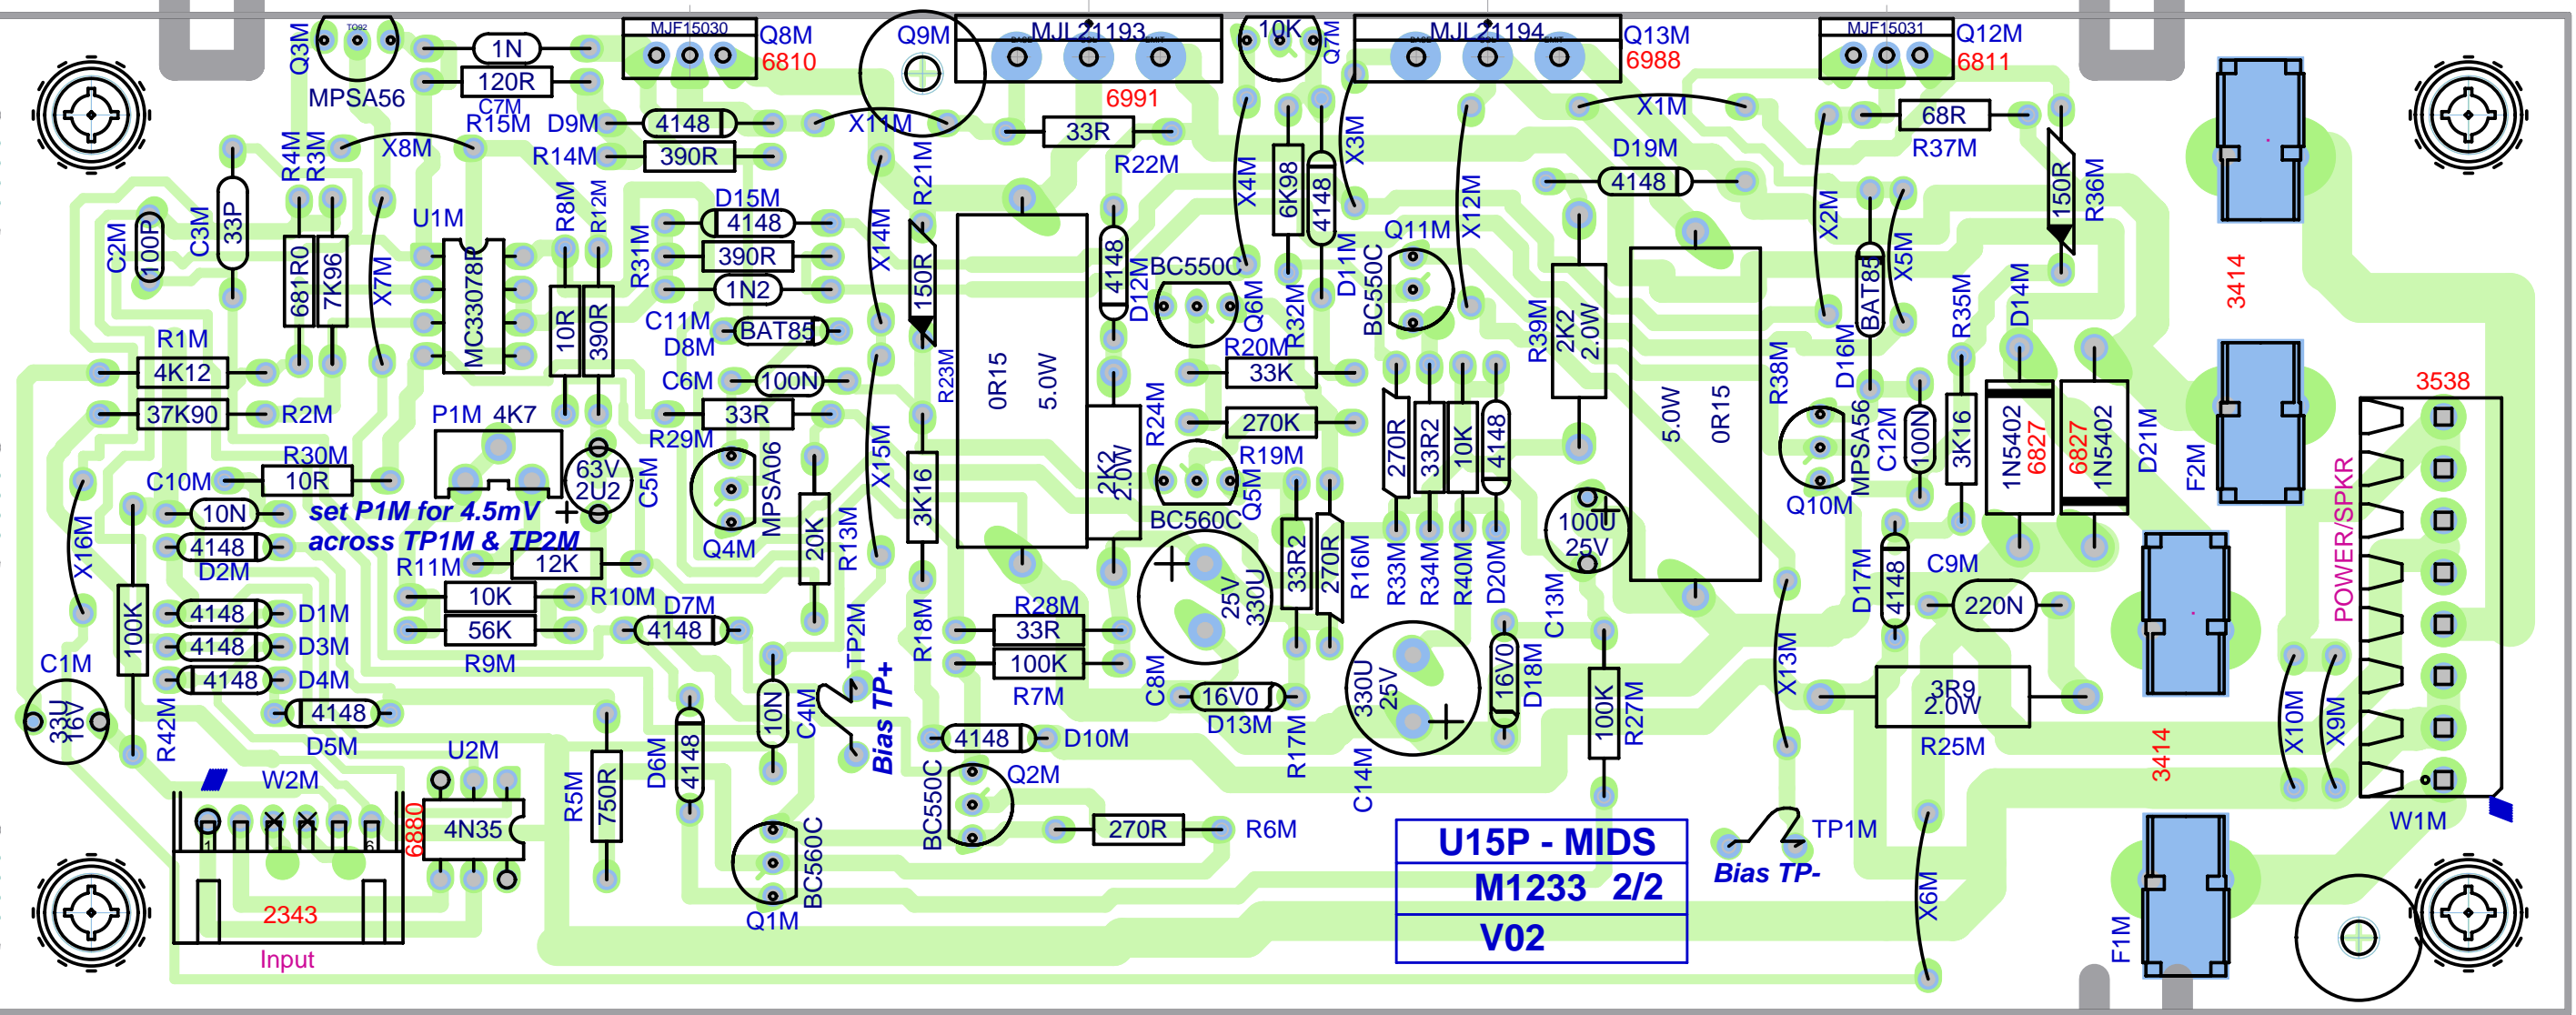 Q3M
TO92
MPSA56
1N
120R
C7M
R15M
MJF15030
Q8M
6810
Q9M
MJL21193
BASE
COL
EMIT
6991
10K
Q7M
MJL21194
BASE
COL
EMIT
Q13M
6988
MJF15031
Q12M
6811
D9M
4148
R14M
390R
X11M
33R
R22M
X1M
68R
R37M
X8M
R4M
R3M
C2M
100P
C3M
33P
681R0
7K96
X7M
U1M
MC33078P
R8M
R12M
10R
390R
D15M
4148
R31M
390R
1N2
C11M
D8M
BAT85
C6M
100N
33R
R29M
X14M
R21M
150R
R23M
0R15
5.0W
4148
D12M
BC550C
Q6M
X4M
6K98
R32M
4148
D11M
X3M
Q11M
BC550C
X12M
D19M
4148
R39M
2K2
2.0W
5.0W
0R15
R38M
X2M
BAT85
D16M
X5M
150R
R36M
3414
R1M
4K12
37K90
R2M
P1M 4K7
R30M
10R
C10M
63V
2U2
C5M
set P1M for 4.5mV
across TP1M & TP2M
10N
4148
D2M
X16M
R11M
12K
10K
R10M
56K
R9M
100K
R42M
4148
D1M
4148
D3M
4148
D4M
4148
D5M
C1M
33U
16V
MPSA06
Q4M
20K
R13M
X15M
3K16
R18M
2K2
2.0W
R24M
R20M
33K
270K
R19M
Q5M
BC560C
25V
330U
C8M
33R2
R17M
270R
R16M
270R
R33M
33R2
R34M
10K
R40M
4148
D20M
100U
25V
C13M
MPSA56
Q10M
C12M
100N
R35M
3K16
D14M
1N5402
6827
6827
1N5402
D21M
F2M
3538
POWER/SPKR
D17M
4148
C9M
220N
D7M
4148
TP2M
Bias TP+
R28M
33R
100K
R7M
16V0
D13M
330U
25V
C14M
16V0
D18M
100K
R27M
X13M
3R9
2.0W
R25M
3414
X10M
X9M
W1M
W2M
U2M
6880
4N35
1
6
2343
Input
R5M
750R
D6M
4148
10N
C4M
4148
D10M
Q2M
BC550C
BC560C
Q1M
270R
R6M
U15P - MIDS
M1233 2/2
V02
TP1M
Bias TP-
X6M
F1M